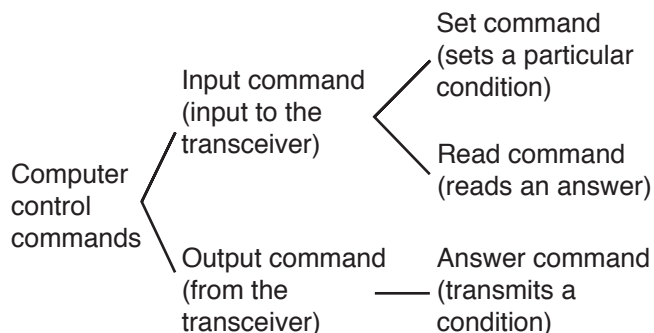 Computer
control
commands
Input command
(input to the
transceiver)
Set command
(sets a particular
condition)
Read command
(reads an answer)
Output command
(from the
transceiver)
Answer command
(transmits a
condition)